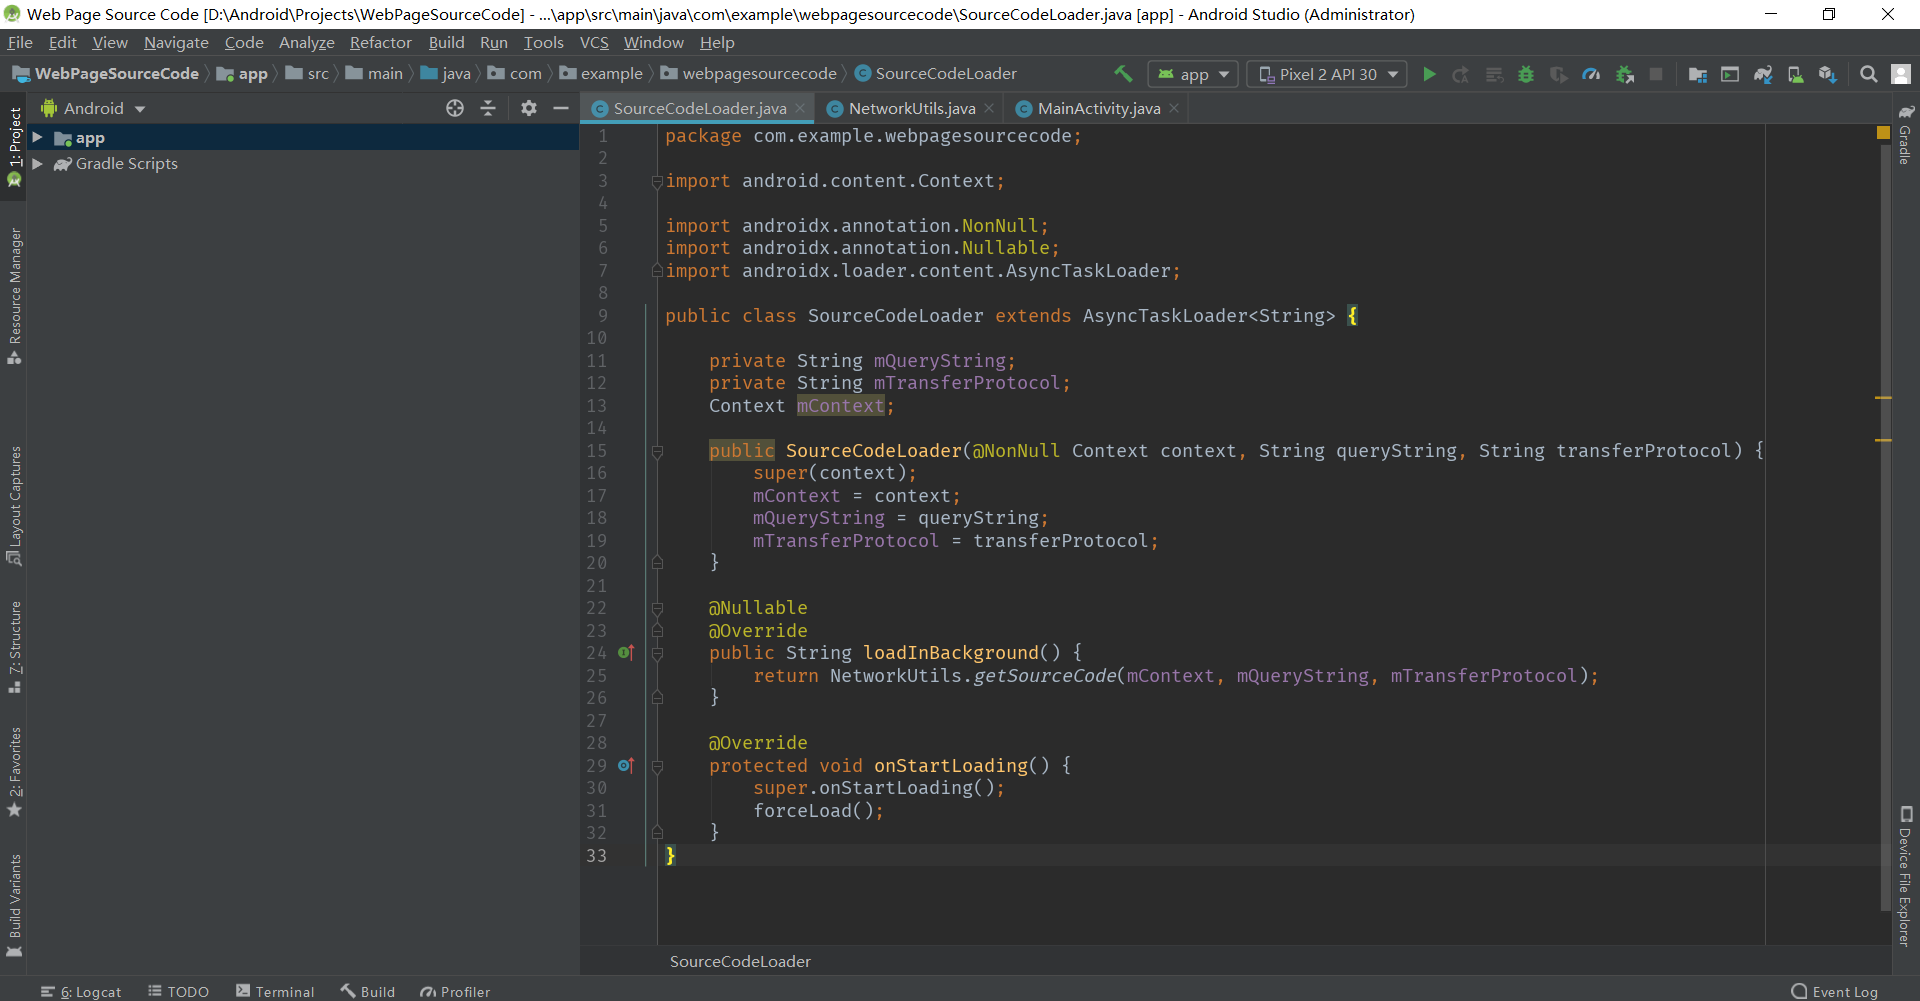 Web Page Source Code [D:\Android\Projects\WebPageSourceCode] - ...\app\src\main\java\com\example\webpagesourcecode\SourceCodeLoader.java [app] - Android Studio (Administrator)
File Edit View Navigate Code Analyze Refactor Build Run Tools VCS Window Help
WebPageSourceCode app src main java com example webpagesourcecode SourceCodeLoader app Pixel 2 API 30
Android
SourceCodeLoader.java NetworkUtils.java MainActivity.java
app
Gradle Scripts
1: Project
Resource Manager
Layout Captures
7: Structure
2: Favorites
Build Variants
1 package com.example.webpagesourcecode;
2
3 import android.content.Context;
4
5 import androidx.annotation.NonNull;
6 import androidx.annotation.Nullable;
7 import androidx.loader.content.AsyncTaskLoader;
8
9 public class SourceCodeLoader extends AsyncTaskLoader<String> {
10
11 private String mQueryString;
12 private String mTransferProtocol;
13 Context mContext;
14
15 public SourceCodeLoader(@NonNull Context context, String queryString, String transferProtocol) {
16 super(context);
17 mContext = context;
18 mQueryString = queryString;
19 mTransferProtocol = transferProtocol;
20 }
21
22 @Nullable
23 @Override
24 public String loadInBackground() {
25 return NetworkUtils.getSourceCode(mContext, mQueryString, mTransferProtocol);
26 }
27
28 @Override
29 protected void onStartLoading() {
30 super.onStartLoading();
31 forceLoad();
32 }
33 }
SourceCodeLoader
Gradle
Device File Explorer
6: Logcat TODO Terminal Build Profiler Event Log